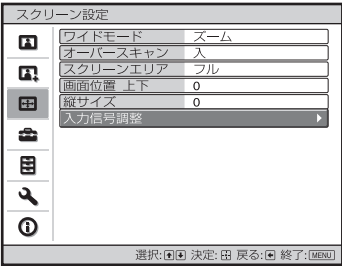 スクリーン設定
ワイドモード ズーム
オーバースキャン 入
スクリーンエリア フル
画面位置 上下 0
縦サイズ 0
入力信号調整
選択: 決定: 戻る: 終了: MENU